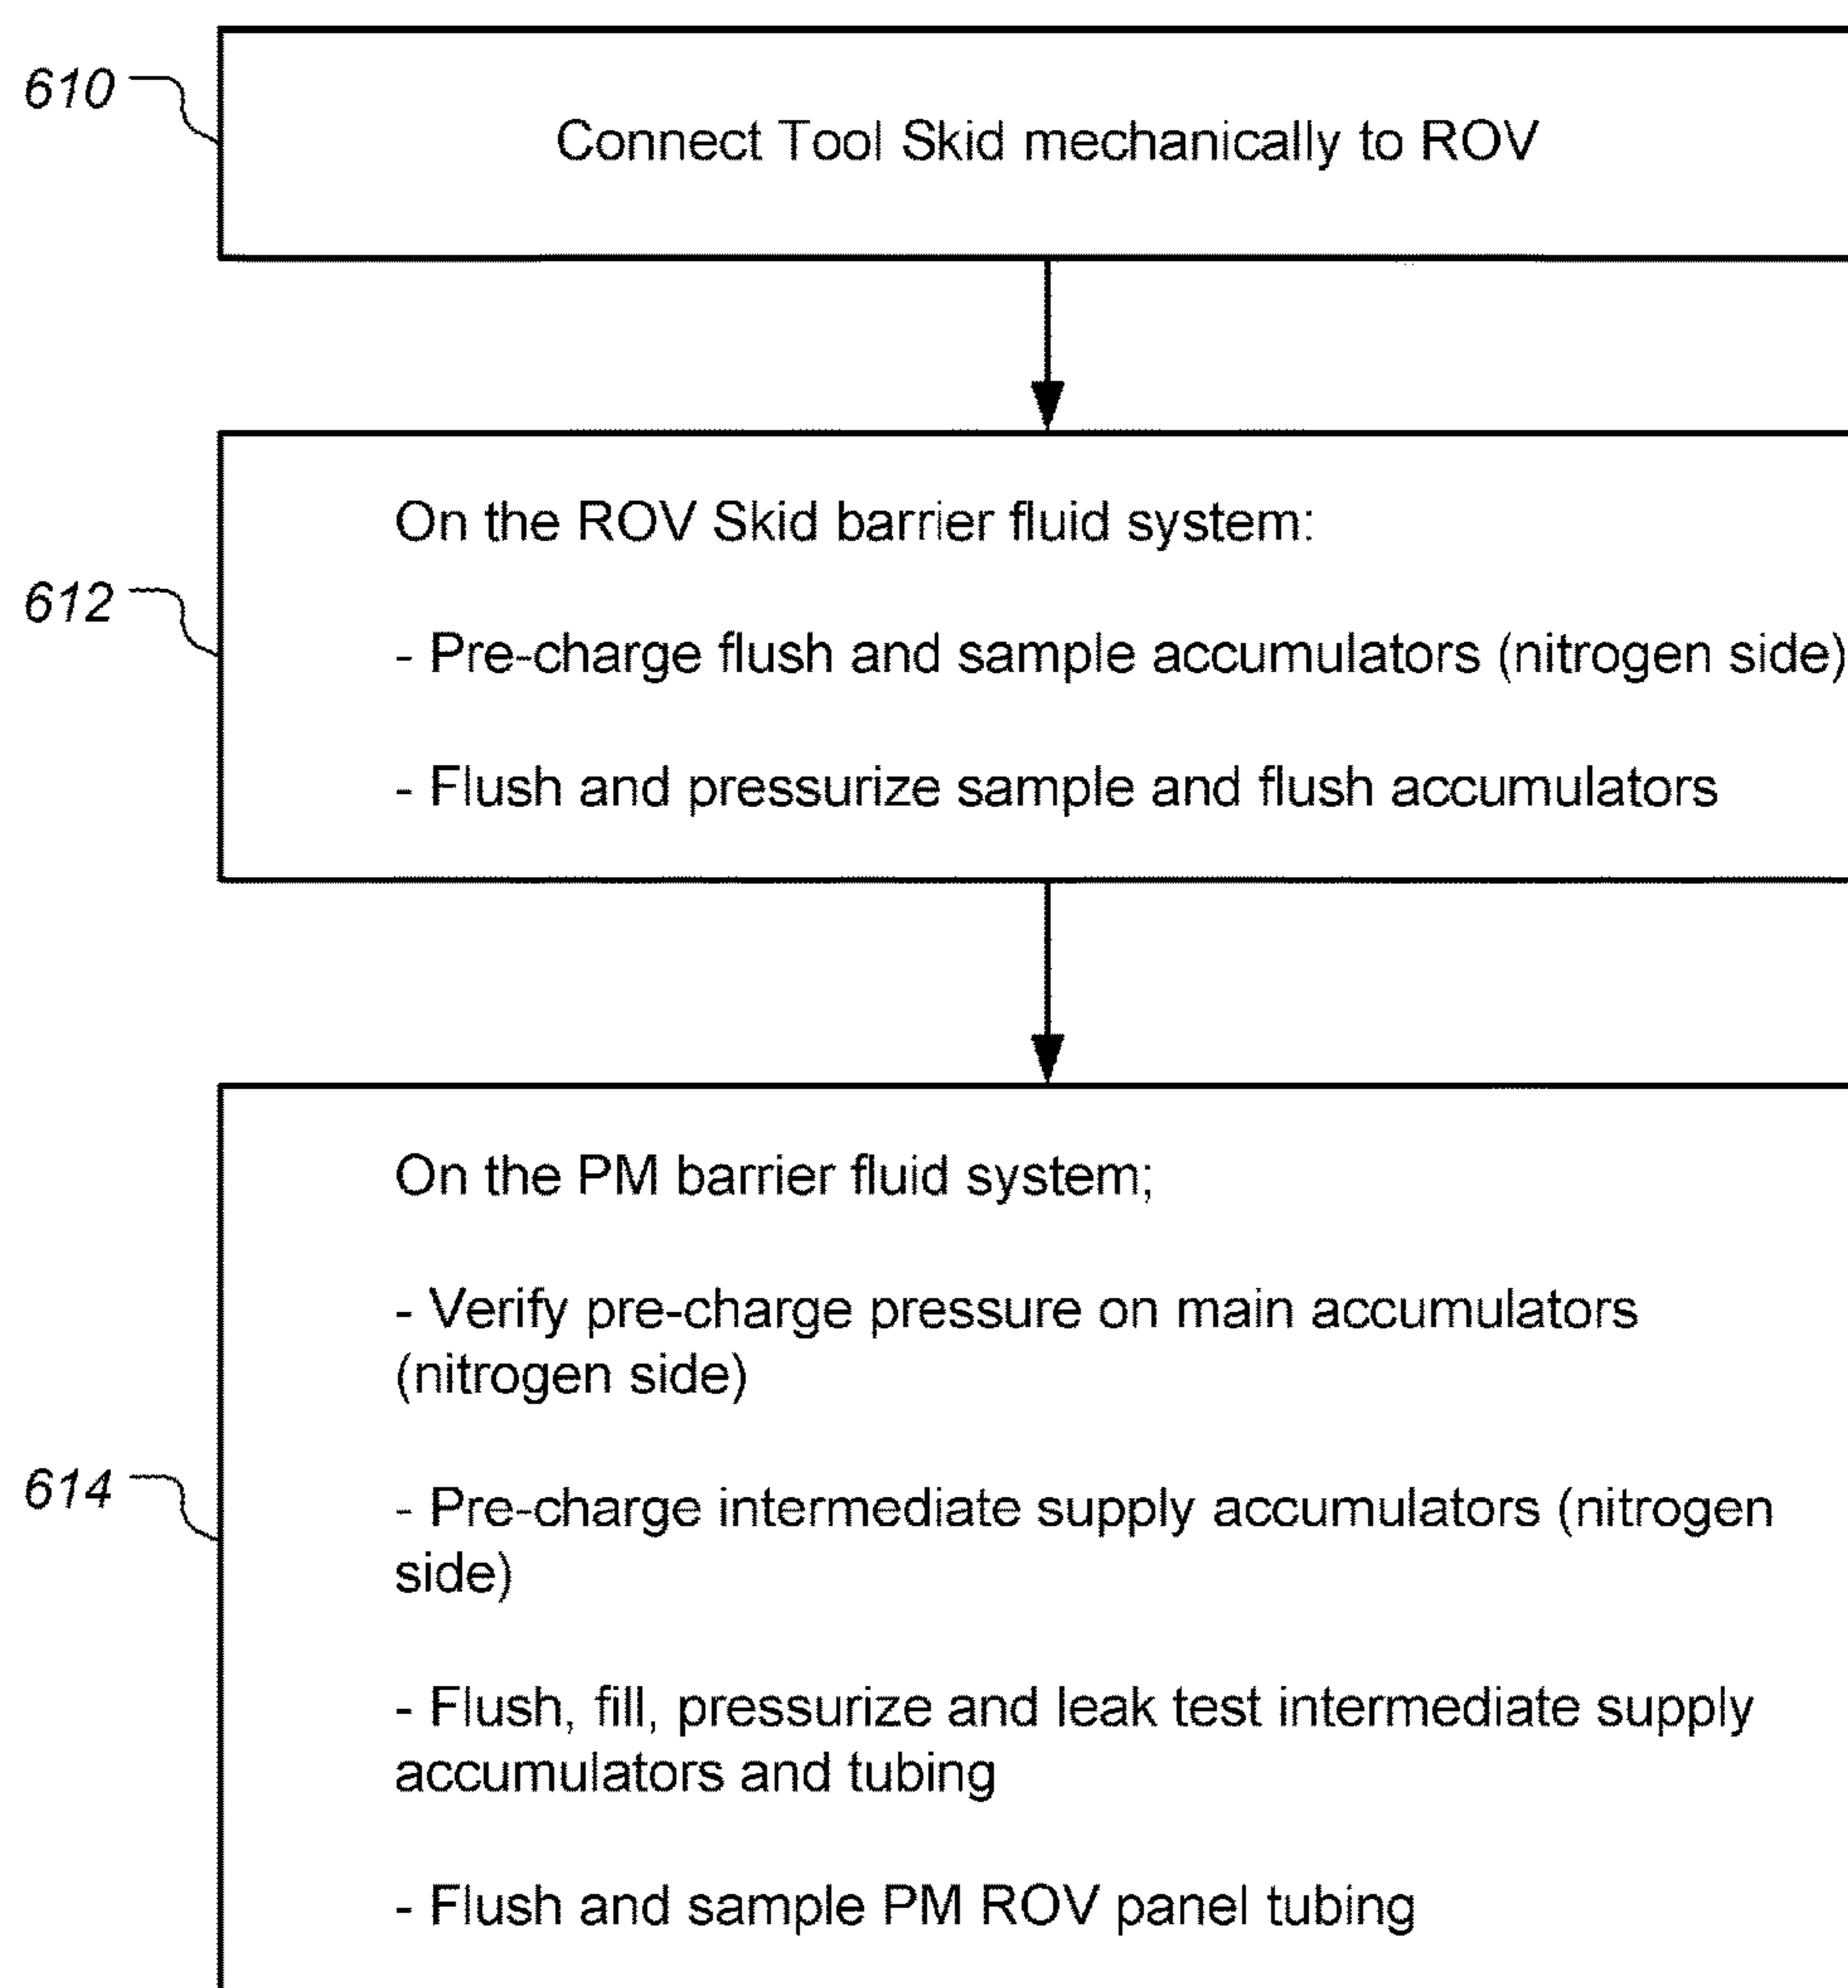 610
Connect Tool Skid mechanically to ROV
612
On the ROV Skid barrier fluid system:
- Pre-charge flush and sample accumulators (nitrogen side)
- Flush and pressurize sample and flush accumulators
614
On the PM barrier fluid system;
- Verify pre-charge pressure on main accumulators
(nitrogen side)
- Pre-charge intermediate supply accumulators (nitrogen
side)
- Flush, fill, pressurize and leak test intermediate supply
accumulators and tubing
- Flush and sample PM ROV panel tubing